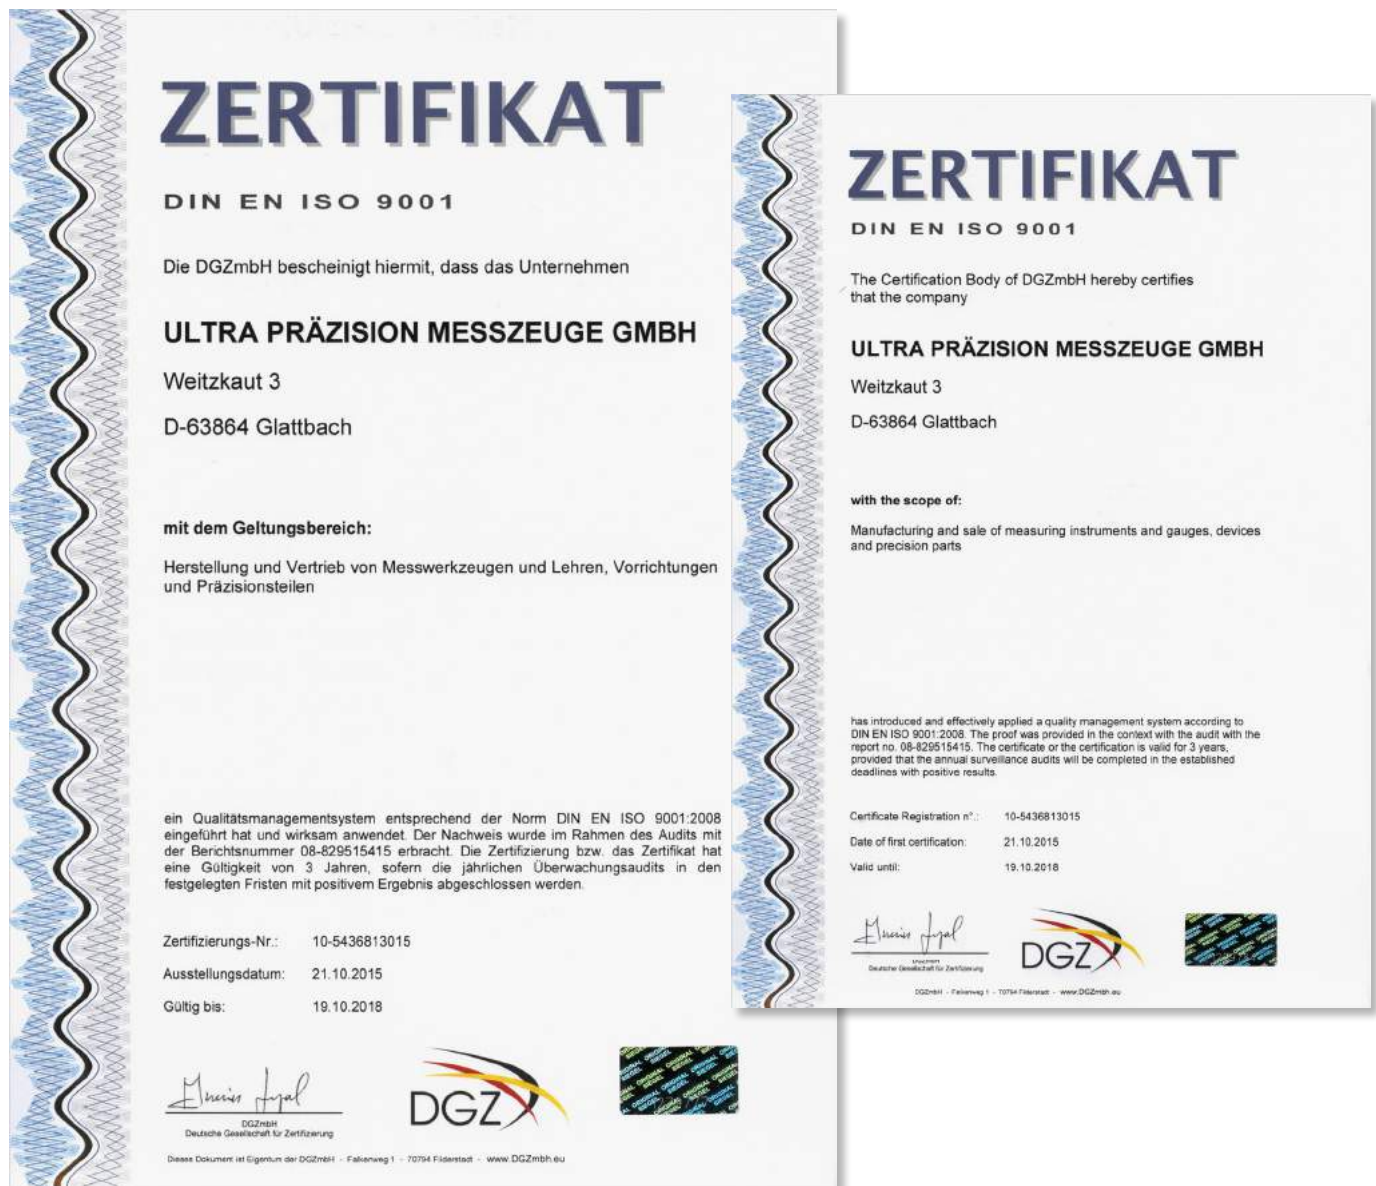 ZERTIFIKAT
DIN EN ISO 9001
Die DGZmbH bescheinigt hiermit, dass das Unternehmen
ULTRA PRÄZISION MESSZEUGE GMBH
Weitzkaut 3
D-63864 Glattbach
mit dem Geltungsbereich:
Herstellung und Vertrieb von Messwerkzeugen und Lehren, Vorrichtungen
und Präzisionsteilen
ein Qualitätsmanagementsystem entsprechend der Norm DIN EN ISO 9001:2008
eingeführt hat und wirksam anwendet. Der Nachweis wurde im Rahmen des Audits mit
der Berichtsnummer 08-829515415 erbracht. Die Zertifizierung bzw. das Zertifikat hat
eine Gültigkeit von 3 Jahren, sofern die jährlichen Überwachungsaudits in den
festgelegten Fristen mit positivem Ergebnis abgeschlossen werden.
Zertifizierungs-Nr.: 10-5436813015
Ausstellungsdatum: 21.10.2015
Gültig bis: 19.10.2018
DGZmbH
Deutsche Gesellschaft für Zertifizierung
DGZ
ORIGINAL SIEGEL
Dieses Dokument ist Eigentum der DGZmbH - Falkenweg 1 - 70794 Filderstadt - www.DGZmbh.eu
ZERTIFIKAT
DIN EN ISO 9001
The Certification Body of DGZmbH hereby certifies
that the company
ULTRA PRÄZISION MESSZEUGE GMBH
Weitzkaut 3
D-63864 Glattbach
with the scope of:
Manufacturing and sale of measuring instruments and gauges, devices
and precision parts
has introduced and effectively applied a quality management system according to
DIN EN ISO 9001:2008. The proof was provided in the context with the audit with the
report no. 08-829515415. The certificate or the certification is valid for 3 years,
provided that the annual surveillance audits will be completed in the established
deadlines with positive results.
Certificate Registration n°.: 10-5436813015
Date of first certification: 21.10.2015
Valid until: 19.10.2018
Deutsche Gesellschaft für Zertifizierung
DGZ
ORIGINAL SIEGEL
DGZmbH - Falkenweg 1 - 70794 Filderstadt - www.DGZmbh.eu